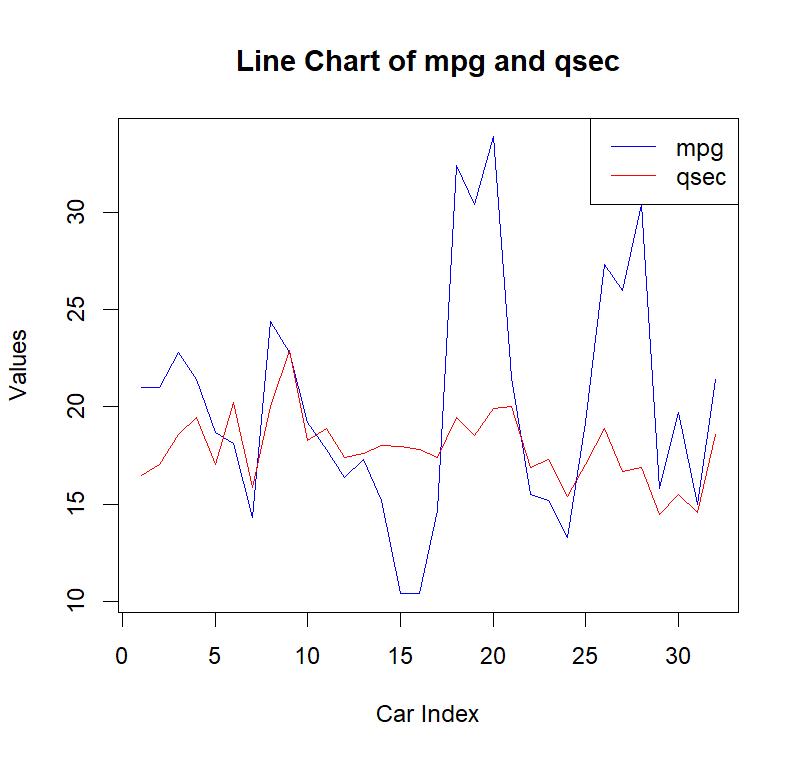 Line Chart of mpg and qsec
mpg
qsec
Values
30
25
20
15
10
0 5 10 15 20 25 30
Car Index